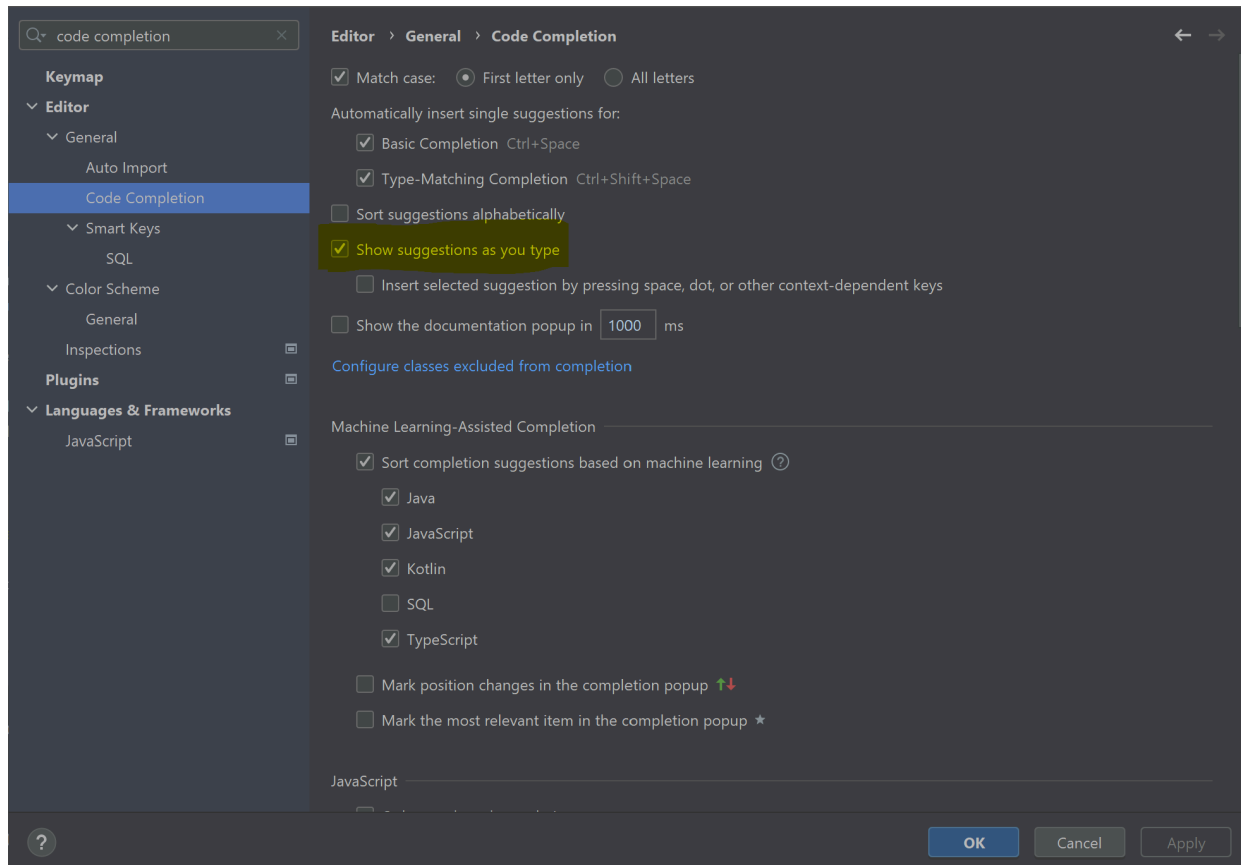 code completion
Keymap
Editor
General
Auto Import
Code Completion
Smart Keys
SQL
Color Scheme
General
Inspections
Plugins
Languages & Frameworks
JavaScript
Editor › General › Code Completion
Match case: First letter only All letters
Automatically insert single suggestions for:
Basic Completion Ctrl+Space
Type-Matching Completion Ctrl+Shift+Space
Sort suggestions alphabetically
Show suggestions as you type
Insert selected suggestion by pressing space, dot, or other context-dependent keys
Show the documentation popup in 1000 ms
Configure classes excluded from completion
Machine Learning-Assisted Completion
Sort completion suggestions based on machine learning ?
Java
JavaScript
Kotlin
SQL
TypeScript
Mark position changes in the completion popup
Mark the most relevant item in the completion popup
JavaScript
? OK Cancel Apply